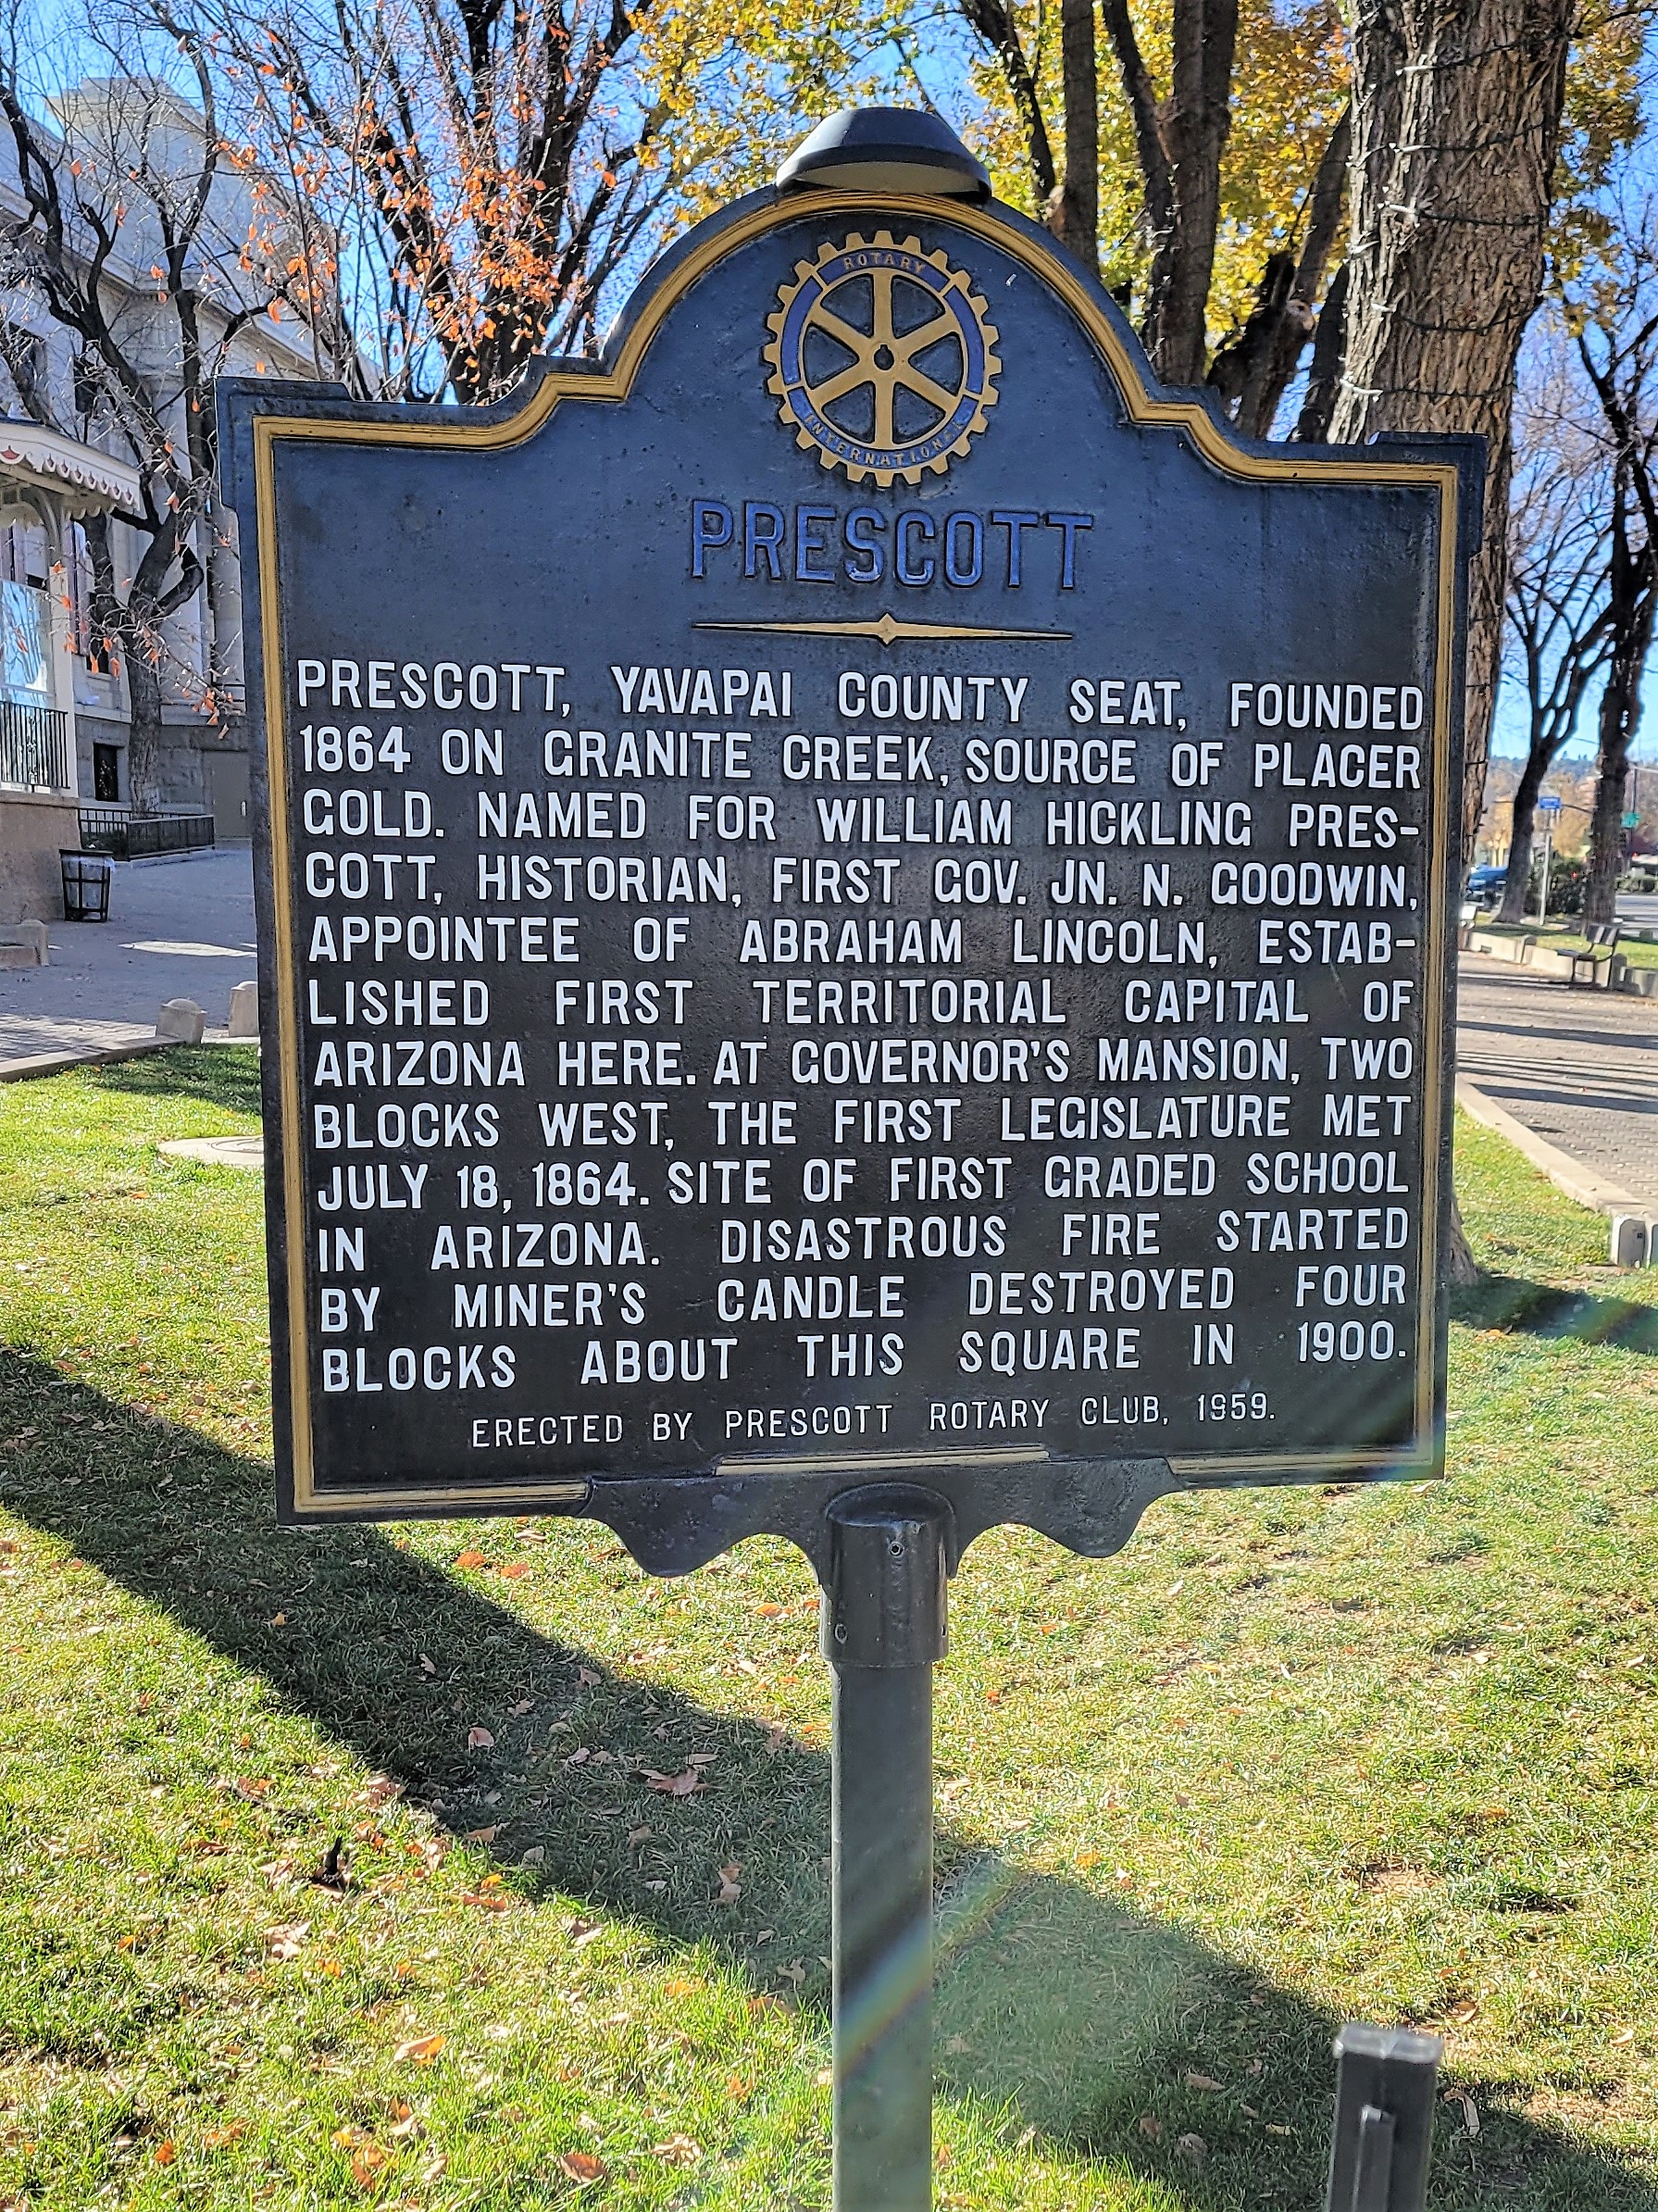 ROTARY
INTERNATIONAL
PRESCOTT
PRESCOTT, YAVAPAI COUNTY SEAT, FOUNDED
1864 ON GRANITE CREEK, SOURCE OF PLACER
GOLD. NAMED FOR WILLIAM HICKLING PRES-
COTT, HISTORIAN, FIRST GOV. JN. N. GOODWIN,
APPOINTEE OF ABRAHAM LINCOLN, ESTAB-
LISHED FIRST TERRITORIAL CAPITAL OF
ARIZONA HERE. AT GOVERNOR'S MANSION, TWO
BLOCKS WEST, THE FIRST LEGISLATURE MET
JULY 18, 1864. SITE OF FIRST GRADED SCHOOL
IN ARIZONA. DISASTROUS FIRE STARTED
BY MINER'S CANDLE DESTROYED FOUR
BLOCKS ABOUT THIS SQUARE IN 1900.
ERECTED BY PRESCOTT ROTARY CLUB, 1959.